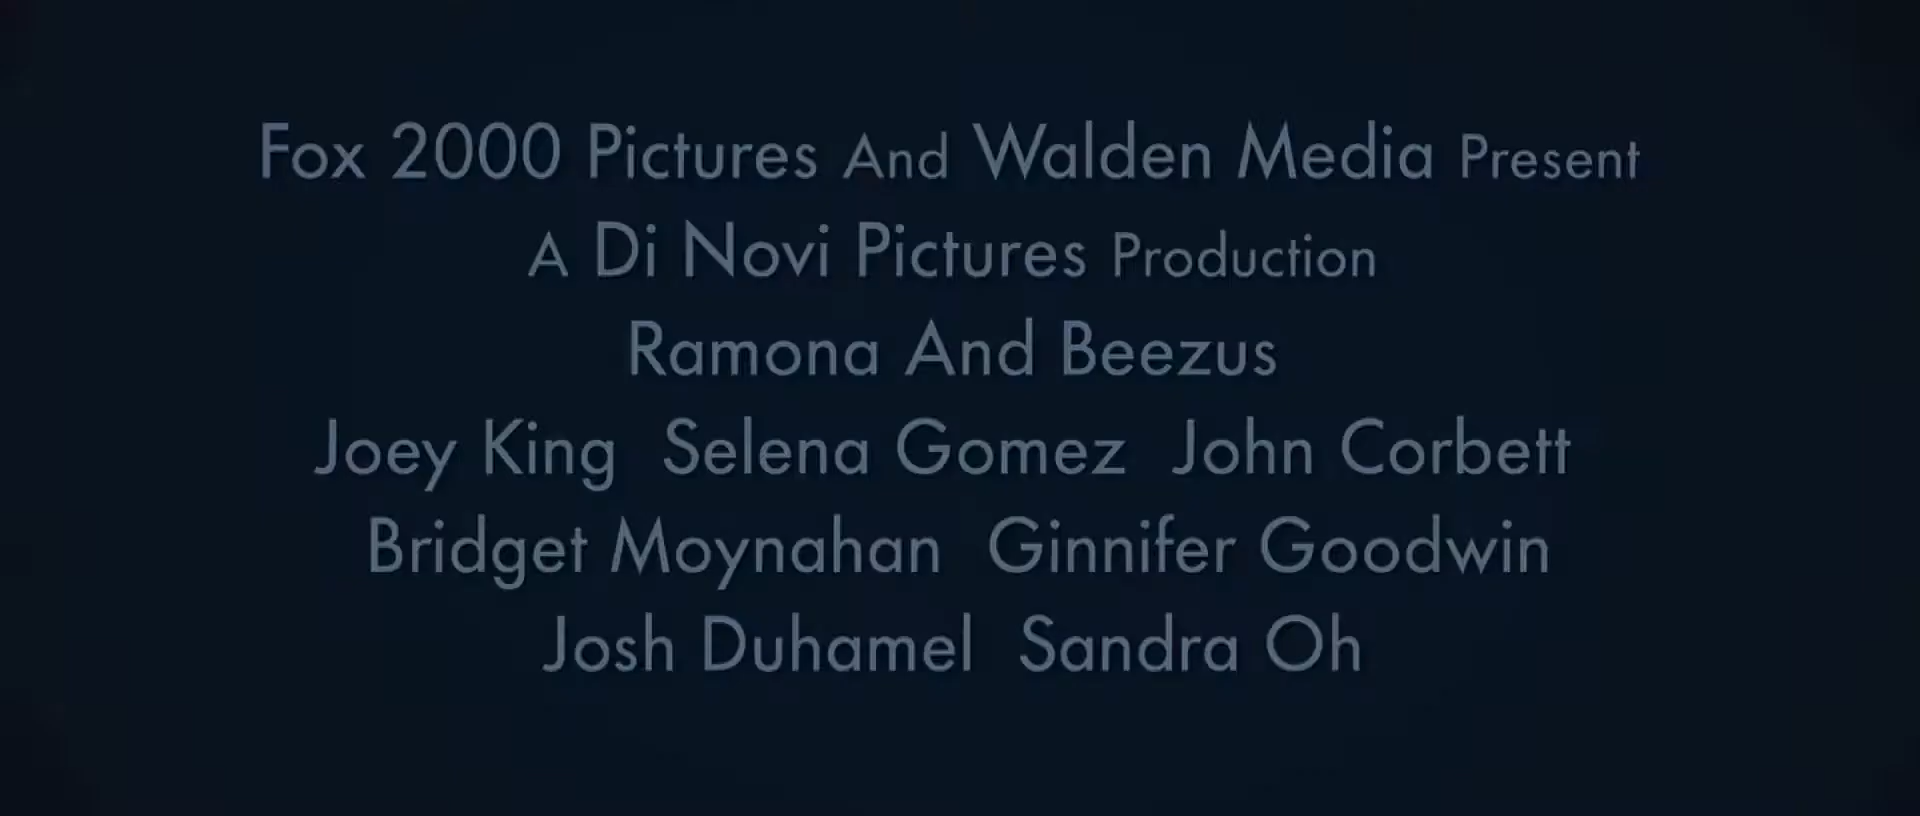 Fox 2000 Pictures And Walden Media Present
A Di Novi Pictures Production
Ramona And Beezus
Joey King Selena Gomez John Corbett
Bridget Moynahan Ginnifer Goodwin
Josh Duhamel Sandra Oh